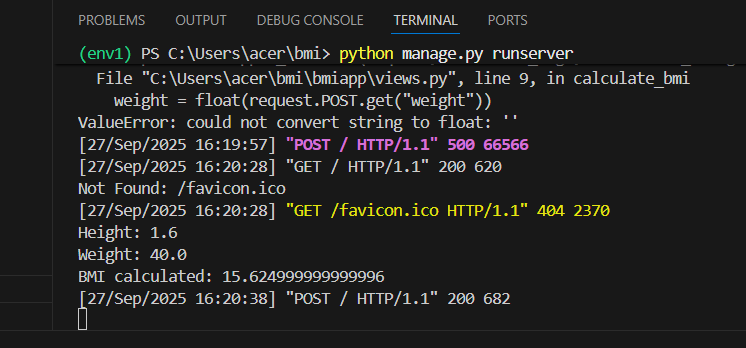 PROBLEMS OUTPUT DEBUG CONSOLE TERMINAL PORTS
(env1) PS C:\Users\acer\bmi> python manage.py runserver
File "C:\Users\acer\bmi\bmiapp\views.py", line 9, in calculate_bmi
weight = float(request.POST.get("weight"))
ValueError: could not convert string to float: ''
[27/Sep/2025 16:19:57] "POST / HTTP/1.1" 500 66566
[27/Sep/2025 16:20:28] "GET / HTTP/1.1" 200 620
Not Found: /favicon.ico
[27/Sep/2025 16:20:28] "GET /favicon.ico HTTP/1.1" 404 2370
Height: 1.6
Weight: 40.0
BMI calculated: 15.624999999999996
[27/Sep/2025 16:20:38] "POST / HTTP/1.1" 200 682